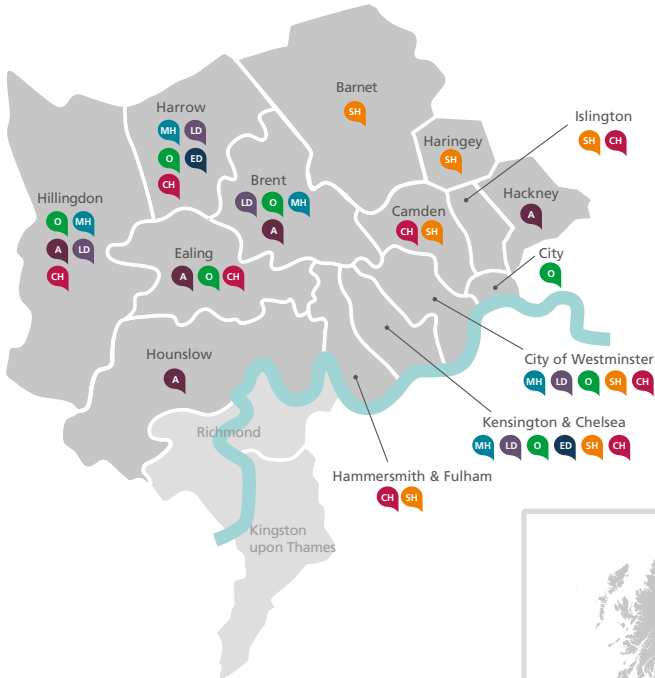 Barnet
SH
Harrow
MH LD
O ED
CH
Islington
SH CH
Haringey
SH
Brent
LD O MH
A
Hackney
A
Hillingdon
O MH
A LD
CH
Camden
CH SH
Ealing
A O CH
City
O
Hounslow
A
City of Westminster
MH LD O SH CH
Kensington & Chelsea
MH LD O ED SH CH
Richmond
Hammersmith & Fulham
CH SH
Kingston
upon Thames